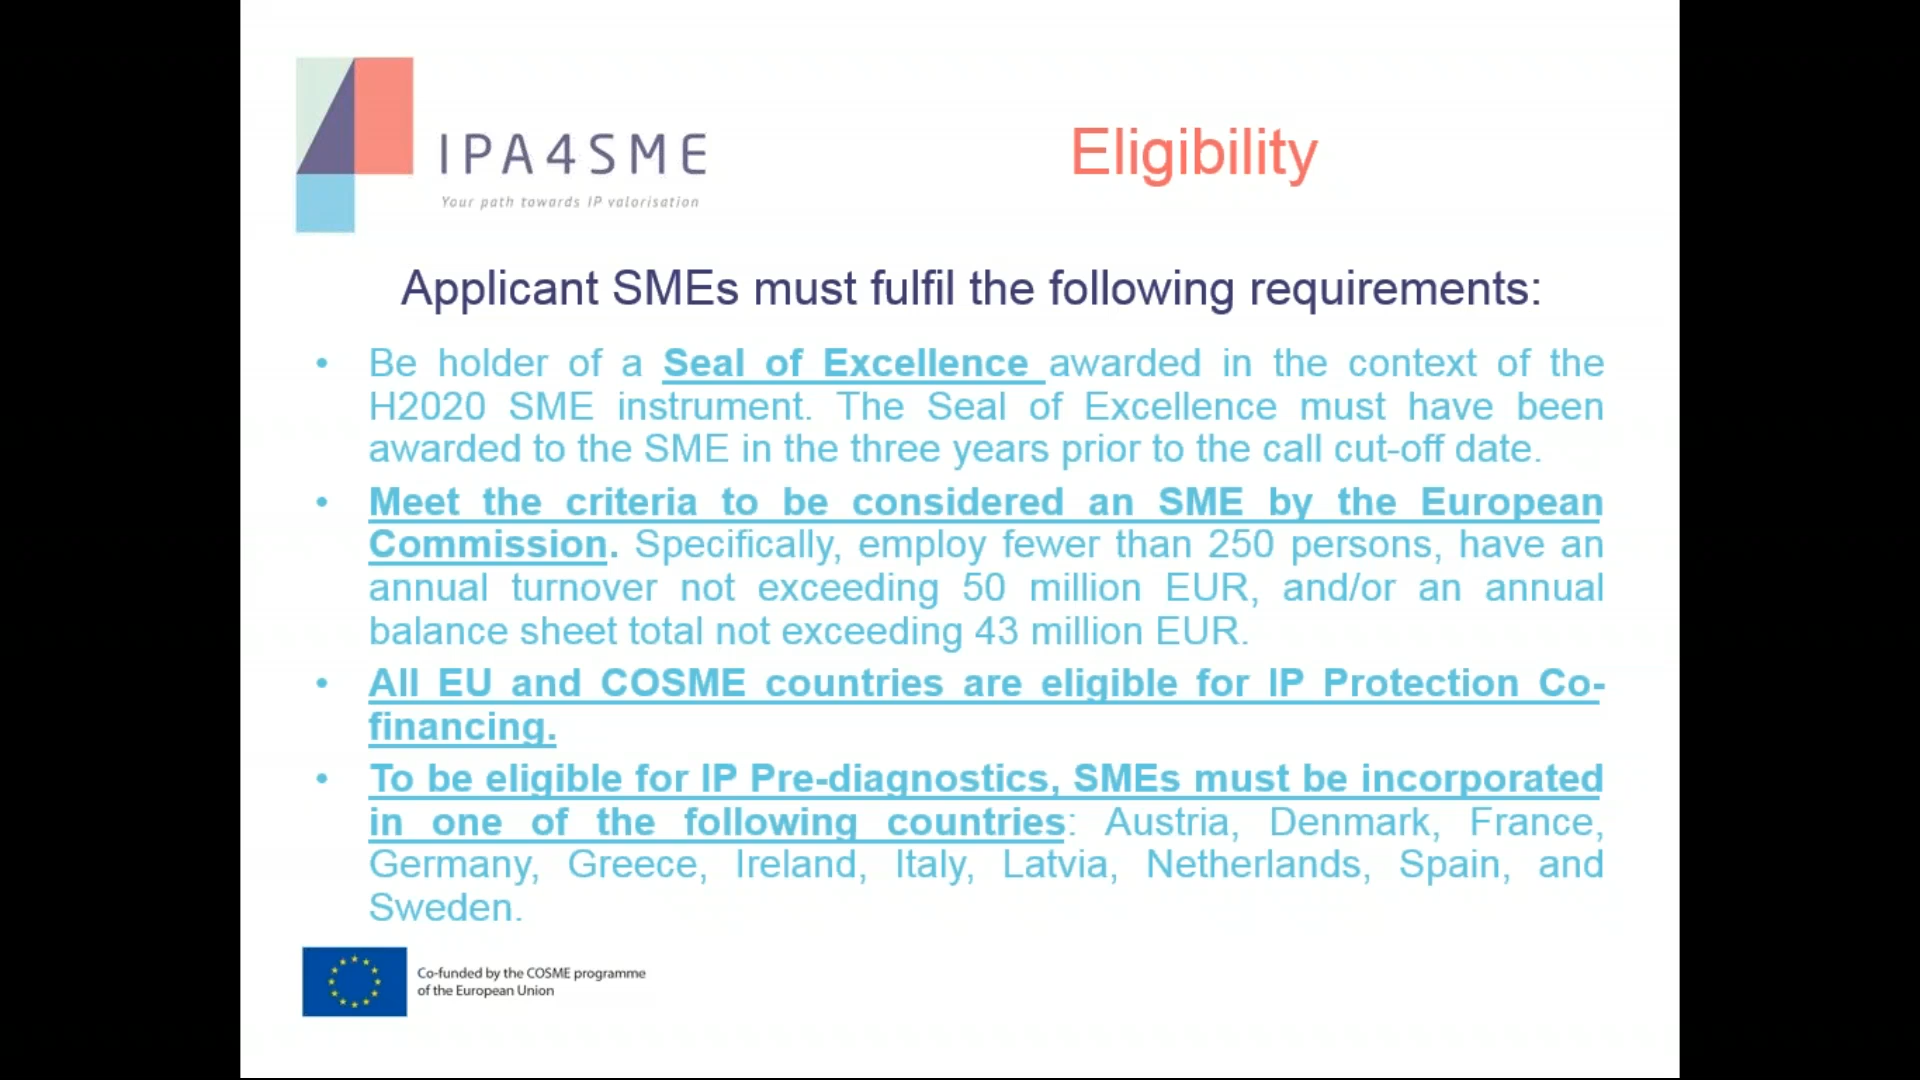 IPA4SME
Your path towards IP valorisation
Eligibility
Applicant SMEs must fulfil the following requirements:
• Be holder of a Seal of Excellence awarded in the context of the
H2020 SME instrument. The Seal of Excellence must have been
awarded to the SME in the three years prior to the call cut-off date.
• Meet the criteria to be considered an SME by the European
Commission. Specifically, employ fewer than 250 persons, have an
annual turnover not exceeding 50 million EUR, and/or an annual
balance sheet total not exceeding 43 million EUR.
• All EU and COSME countries are eligible for IP Protection Co-
financing.
• To be eligible for IP Pre-diagnostics, SMEs must be incorporated
in one of the following countries: Austria, Denmark, France,
Germany, Greece, Ireland, Italy, Latvia, Netherlands, Spain, and
Sweden.
Co-funded by the COSME programme
of the European Union